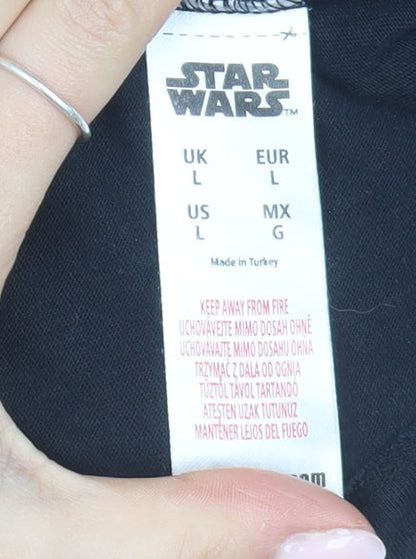 STAR
WARS™
UK EUR
L L
US MX
L G
Made in Turkey
KEEP AWAY FROM FIRE
UCHOVÁVEJTE MIMO DOSAH OHNĚ
UCHOVÁVAJTE MIMO DOSAHU OHŇA
TRZYMAĆ Z DALA OD OGNIA
TŰZTŐL TÁVOL TARTANDÓ
ATEŞTEN UZAK TUTUNUZ
MANTENER LEJOS DEL FUEGO